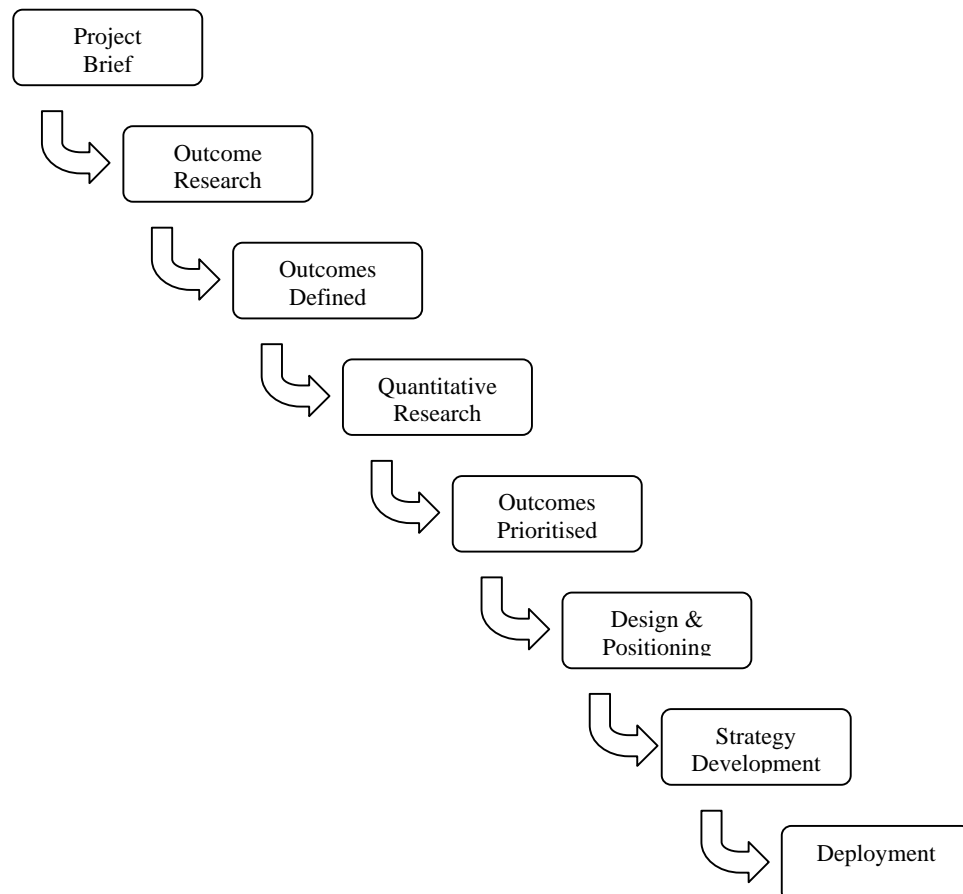 Project
Brief
Outcome
Research
Outcomes
Defined
Quantitative
Research
Outcomes
Prioritised
Design &
Positioning
Strategy
Development
Deployment